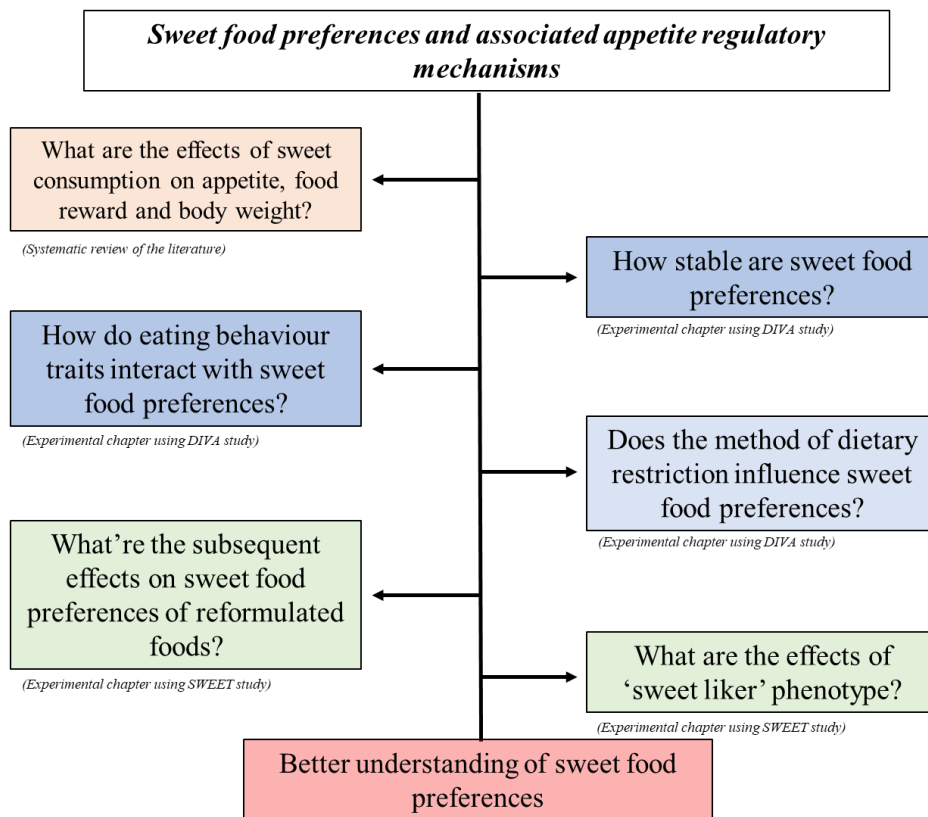 Sweet food preferences and associated appetite regulatory
mechanisms
What are the effects of sweet
consumption on appetite, food
reward and body weight?
(Systematic review of the literature)
How stable are sweet food
preferences?
(Experimental chapter using DIVA study)
How do eating behaviour
traits interact with sweet
food preferences?
(Experimental chapter using DIVA study)
Does the method of dietary
restriction influence sweet
food preferences?
(Experimental chapter using DIVA study)
What're the subsequent
effects on sweet food
preferences of reformulated
foods?
(Experimental chapter using SWEET study)
What are the effects of
‘sweet liker’ phenotype?
(Experimental chapter using SWEET study)
Better understanding of sweet food
preferences